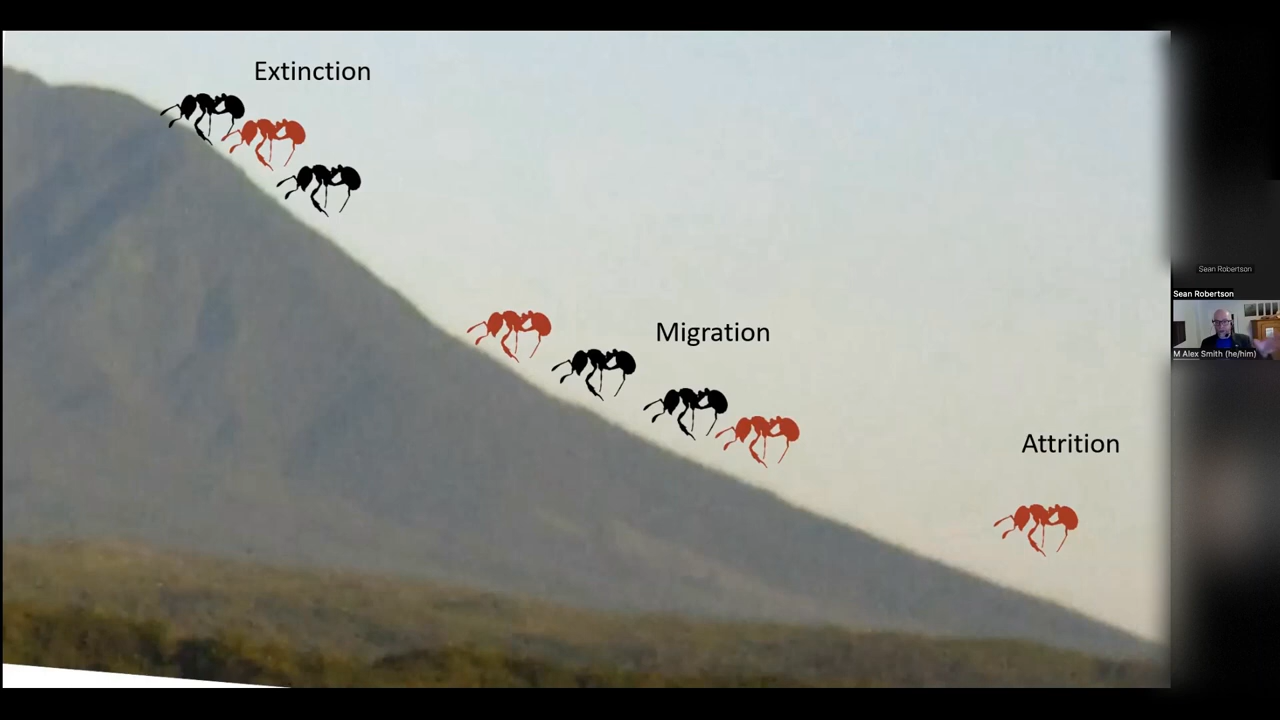 Extinction
Migration
Attrition
Sean Robertson
Sean Robertson
M Alex Smith (he/him)